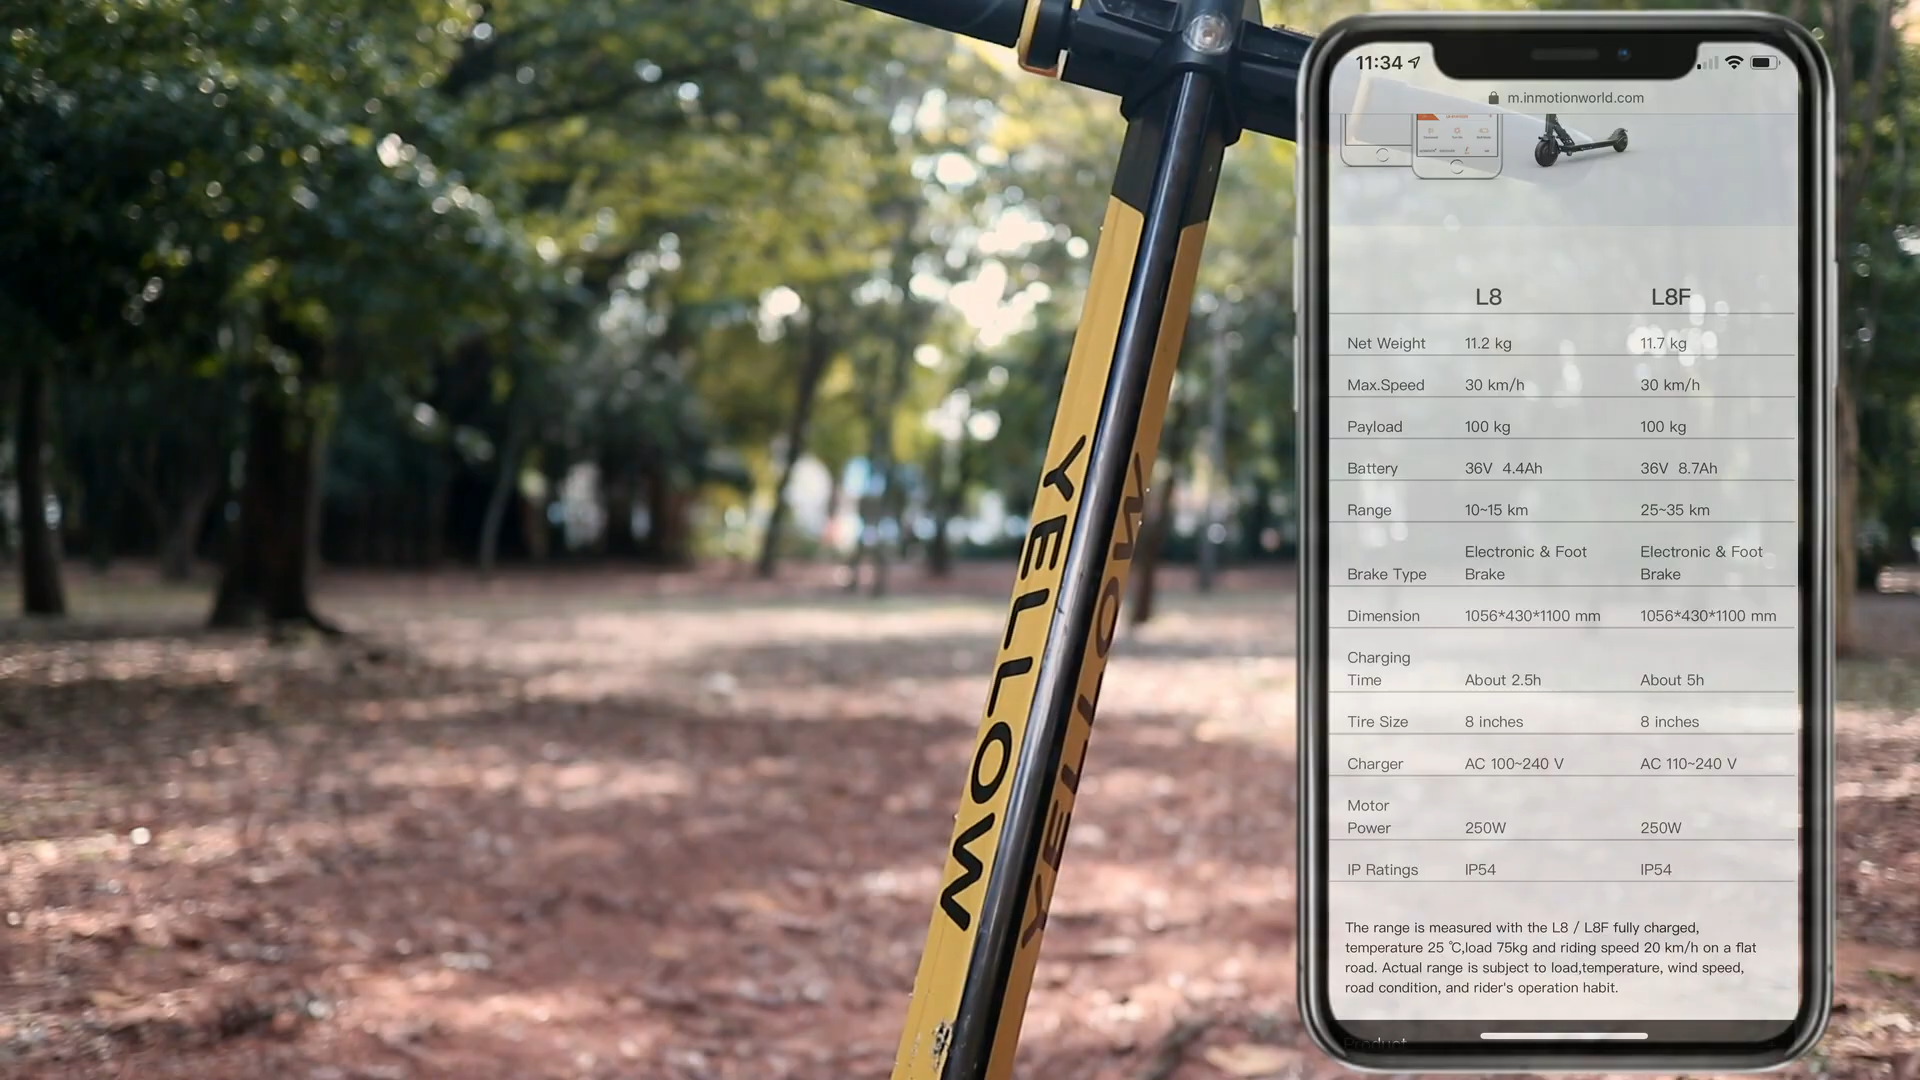 YELLOW
YELLOW
11:34
m.inmotionworld.com
L8 L8F
Net Weight 11.2 kg 11.7 kg
Max.Speed 30 km/h 30 km/h
Payload 100 kg 100 kg
Battery 36V 4.4Ah 36V 8.7Ah
Range 10~15 km 25~35 km
Electronic & Foot Electronic & Foot
Brake Type Brake Brake
Dimension 1056*430*1100 mm 1056*430*1100 mm
Charging
Time About 2.5h About 5h
Tire Size 8 inches 8 inches
Charger AC 100~240 V AC 110~240 V
Motor
Power 250W 250W
IP Ratings IP54 IP54
The range is measured with the L8 / L8F fully charged,
temperature 25 ℃,load 75kg and riding speed 20 km/h on a flat
road. Actual range is subject to load,temperature, wind speed,
road condition, and rider's operation habit.
Product